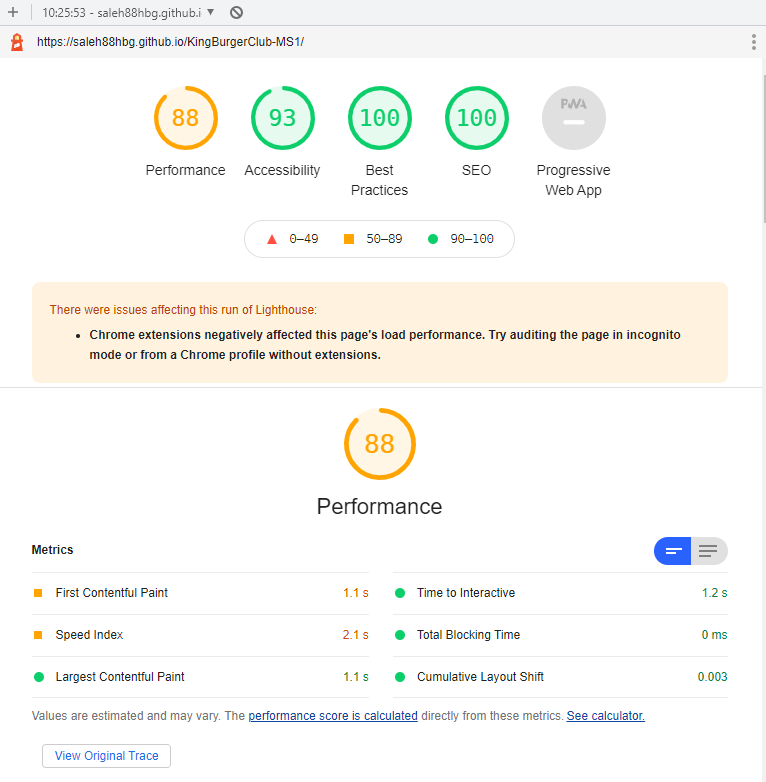 10:25:53 - saleh88hbg.github.i
https://saleh88hbg.github.io/KingBurgerClub-MS1/
88 93 100 100 PWA
Performance Accessibility Best Practices SEO Progressive Web App
0–49 50–89 90–100
There were issues affecting this run of Lighthouse:
• Chrome extensions negatively affected this page's load performance. Try auditing the page in incognito
mode or from a Chrome profile without extensions.
88
Performance
Metrics
First Contentful Paint 1.1 s
Time to Interactive 1.2 s
Speed Index 2.1 s
Total Blocking Time 0 ms
Largest Contentful Paint 1.1 s
Cumulative Layout Shift 0.003
Values are estimated and may vary. The performance score is calculated directly from these metrics. See calculator.
View Original Trace